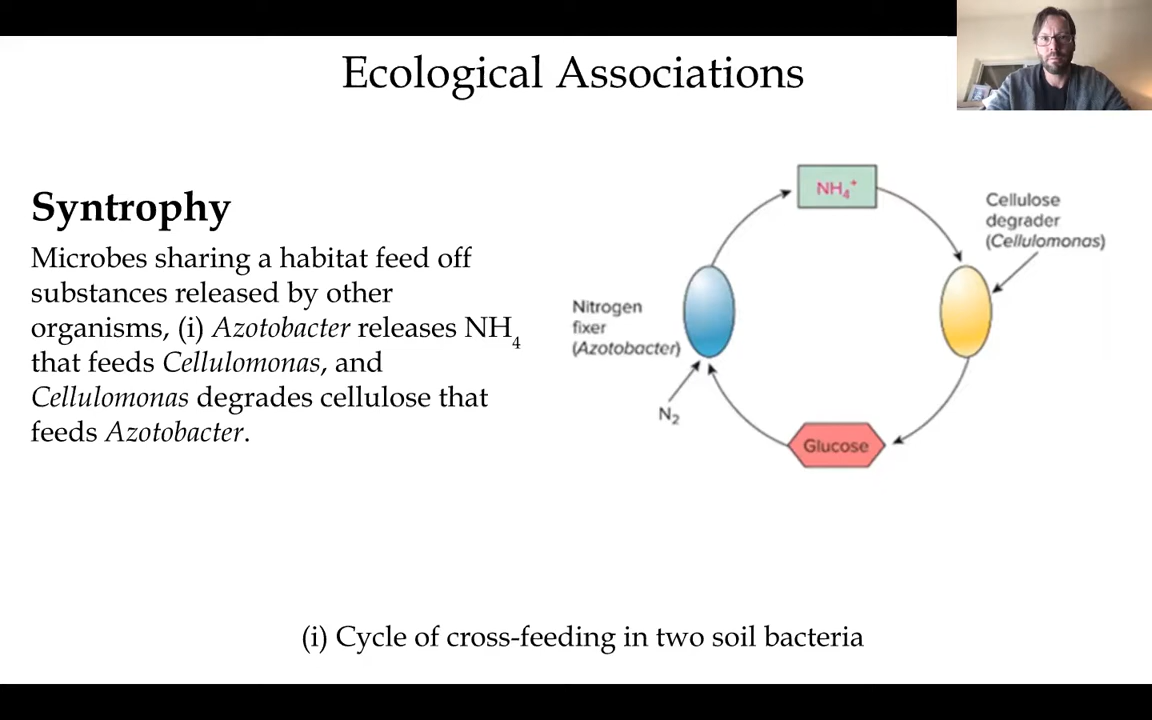 Ecological Associations
Syntrophy
Microbes sharing a habitat feed off
substances released by other
organisms, (i) Azotobacter releases NH₄
that feeds Cellulomonas, and
Cellulomonas degrades cellulose that
feeds Azotobacter.
NH₄⁺
Cellulose
degrader
(Cellulomonas)
Nitrogen
fixer
(Azotobacter)
N₂
Glucose
(i) Cycle of cross-feeding in two soil bacteria